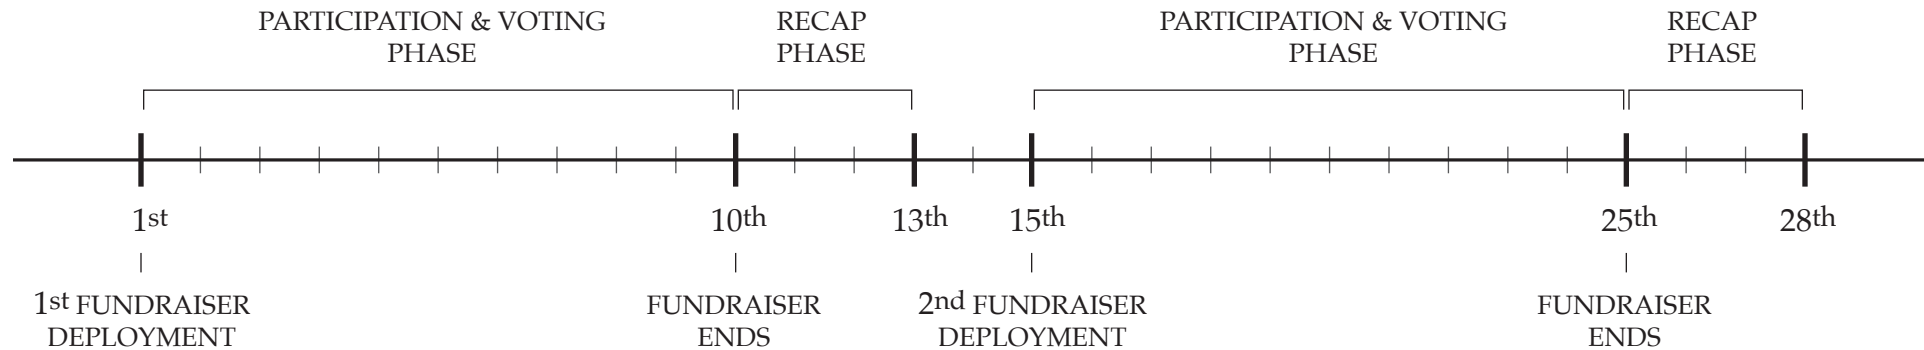 PARTICIPATION & VOTING
PHASE
RECAP
PHASE
PARTICIPATION & VOTING
PHASE
RECAP
PHASE
1st
10th
13th
15th
25th
28th
1st FUNDRAISER
DEPLOYMENT
FUNDRAISER
ENDS
2nd FUNDRAISER
DEPLOYMENT
FUNDRAISER
ENDS